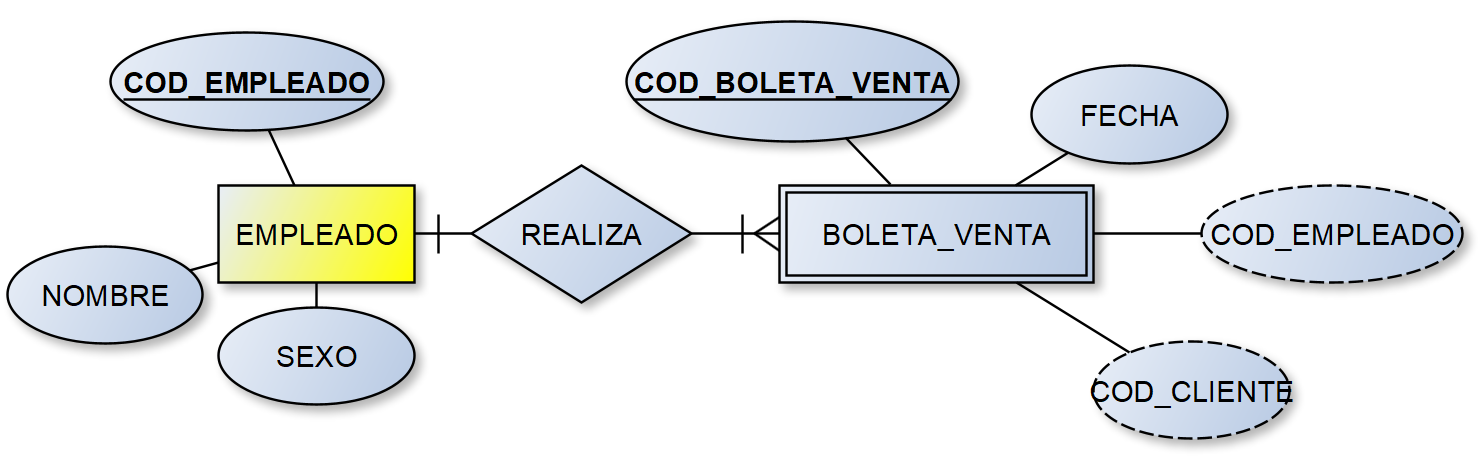 COD_EMPLEADO
COD_BOLETA_VENTA
FECHA
EMPLEADO
REALIZA
BOLETA_VENTA
COD_EMPLEADO
NOMBRE
SEXO
COD_CLIENTE